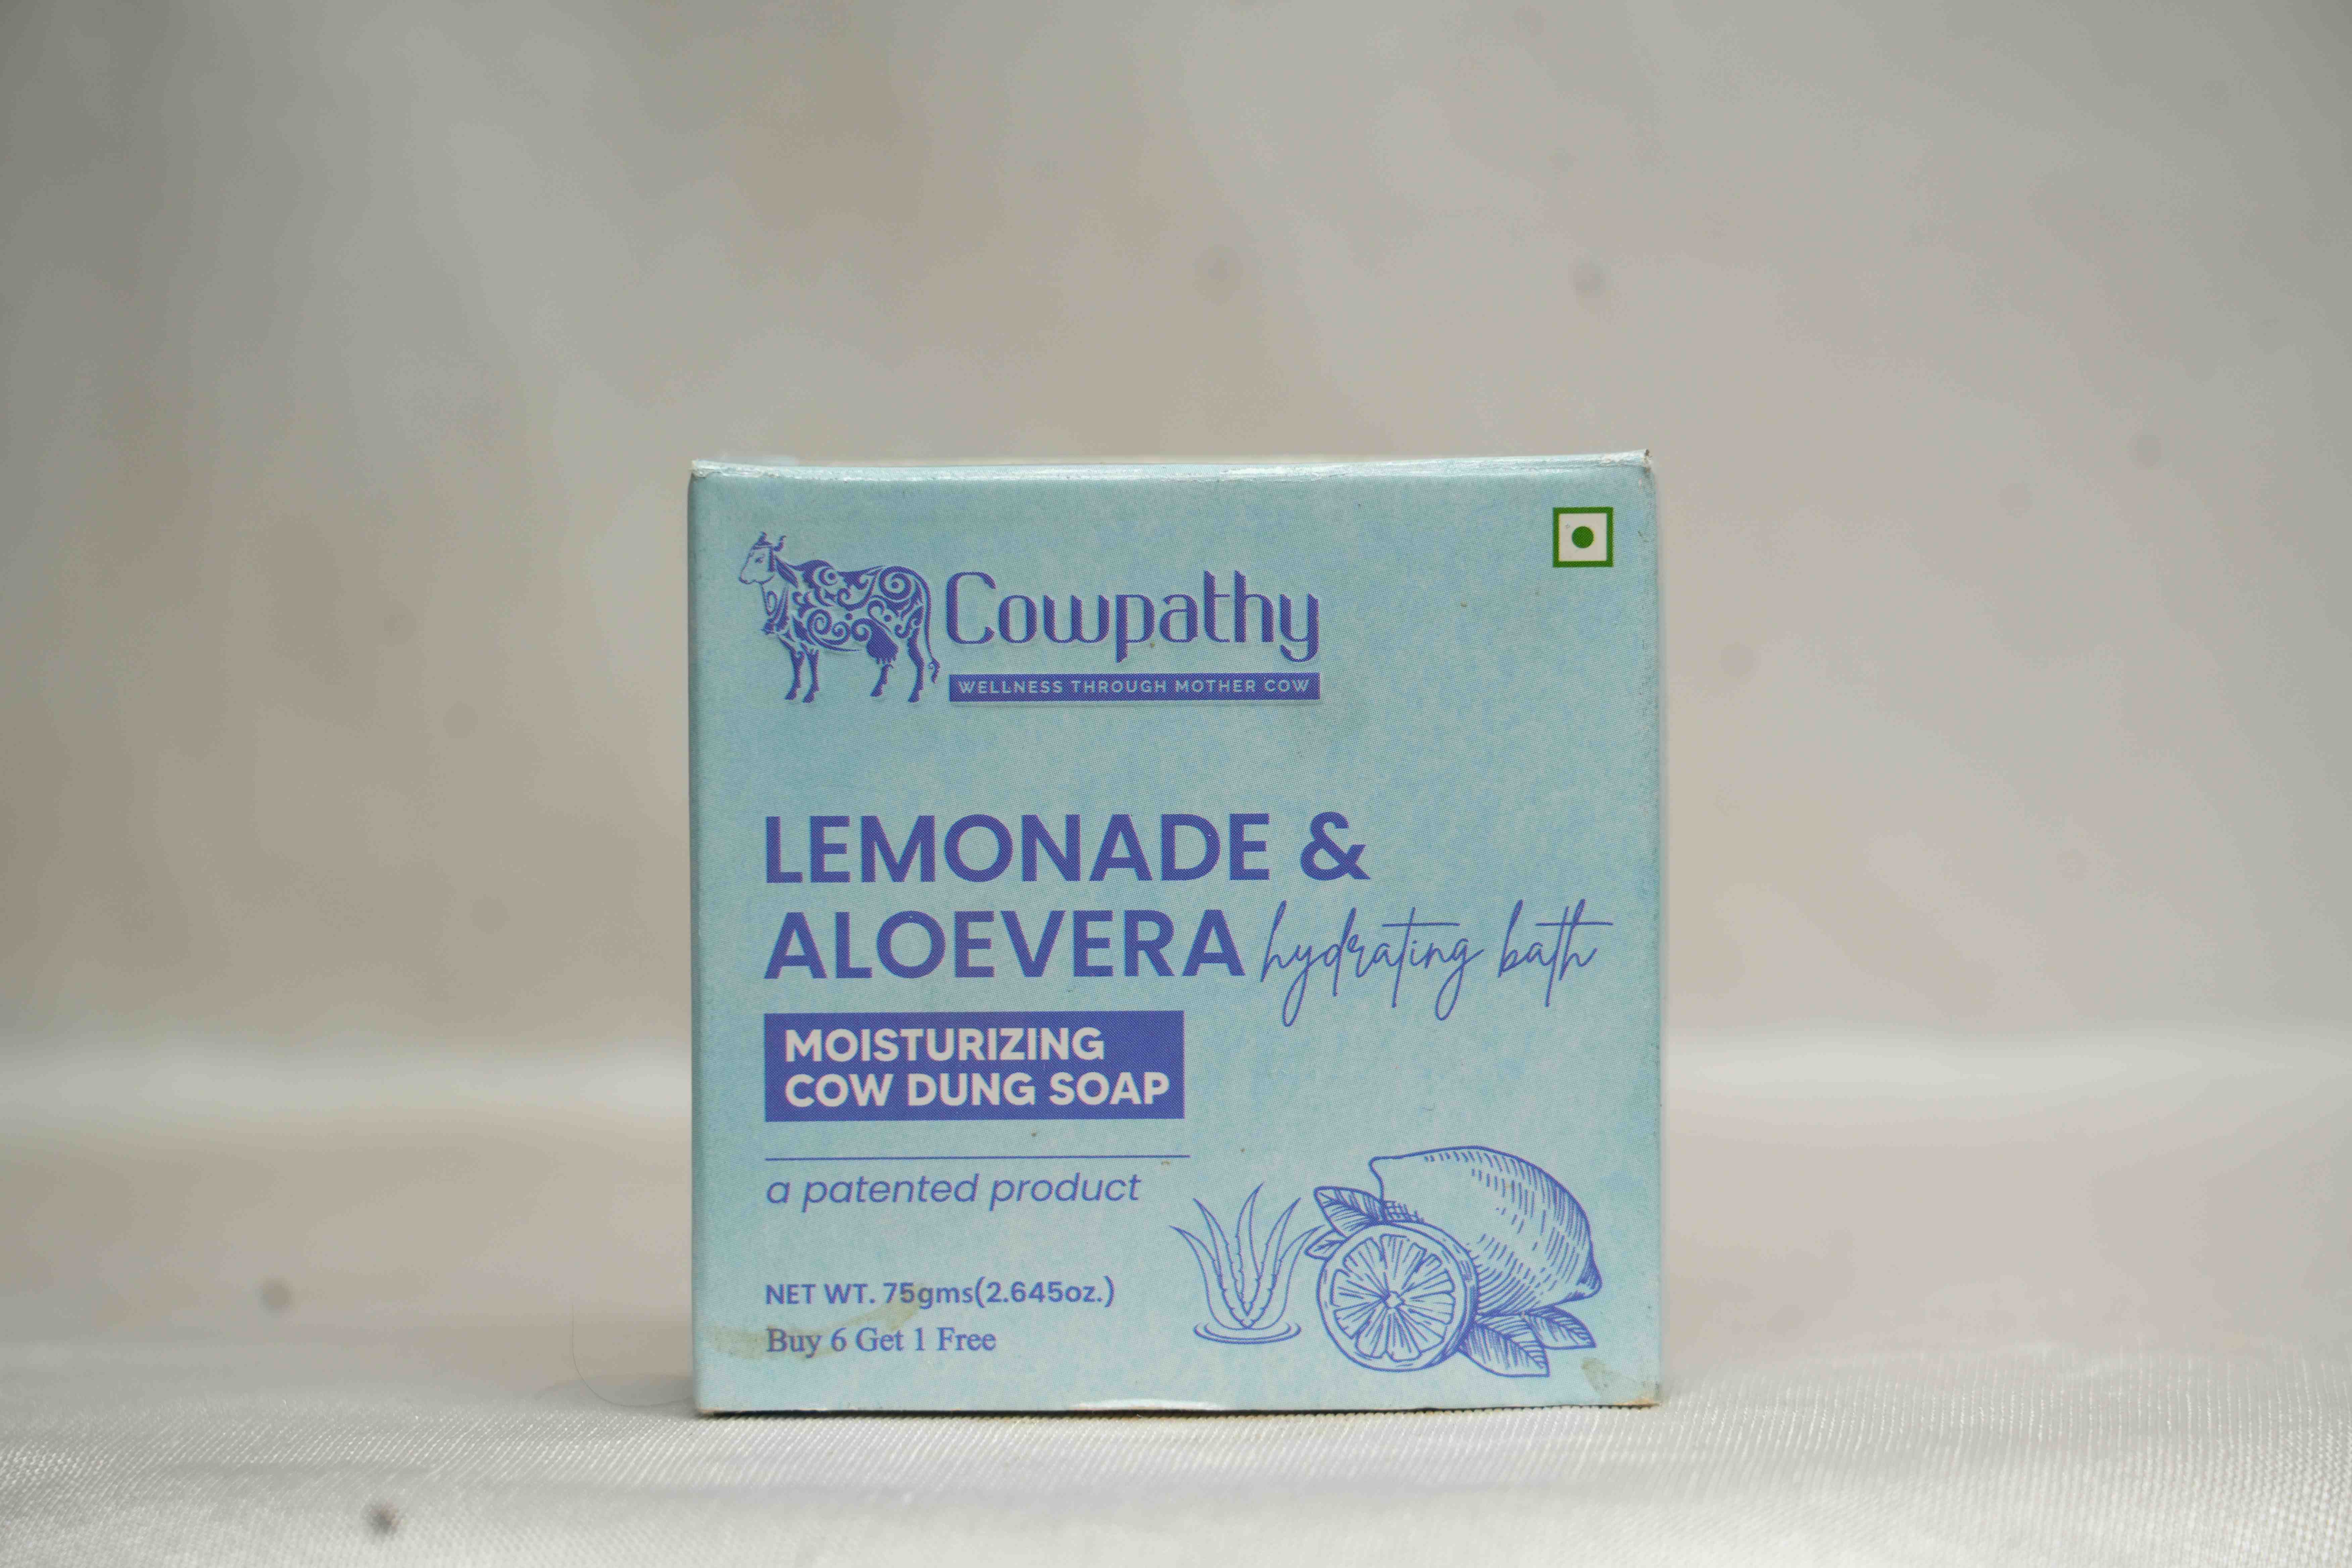 Cowpathy
WELLNESS THROUGH MOTHER COW
LEMONADE &
ALOEVERA hydrating bath
MOISTURIZING
COW DUNG SOAP
a patented product
NET WT. 75gms(2.645oz.)
Buy 6 Get 1 Free